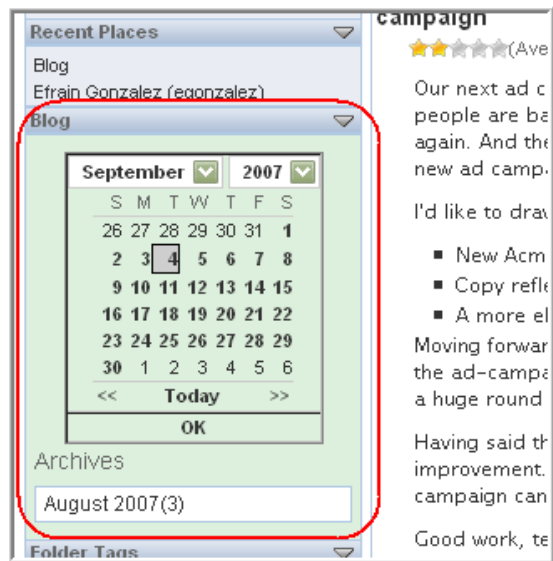 Recent Places
Blog
Efrain Gonzalez (egonzalez)
Blog
September 2007
S M T W T F S
26 27 28 29 30 31 1
2 3 4 5 6 7 8
9 10 11 12 13 14 15
16 17 18 19 20 21 22
23 24 25 26 27 28 29
30 1 2 3 4 5 6
<< Today >>
OK
Archives
August 2007(3)
Folder Tags
campaign
(Ave
Our next ad c
people are ba
again. And the
new ad camp
I'd like to dra
■ New Acm
■ Copy refle
■ A more el
Moving forwar
the ad-campa
a huge round
Having said th
improvement.
campaign can
Good work, te